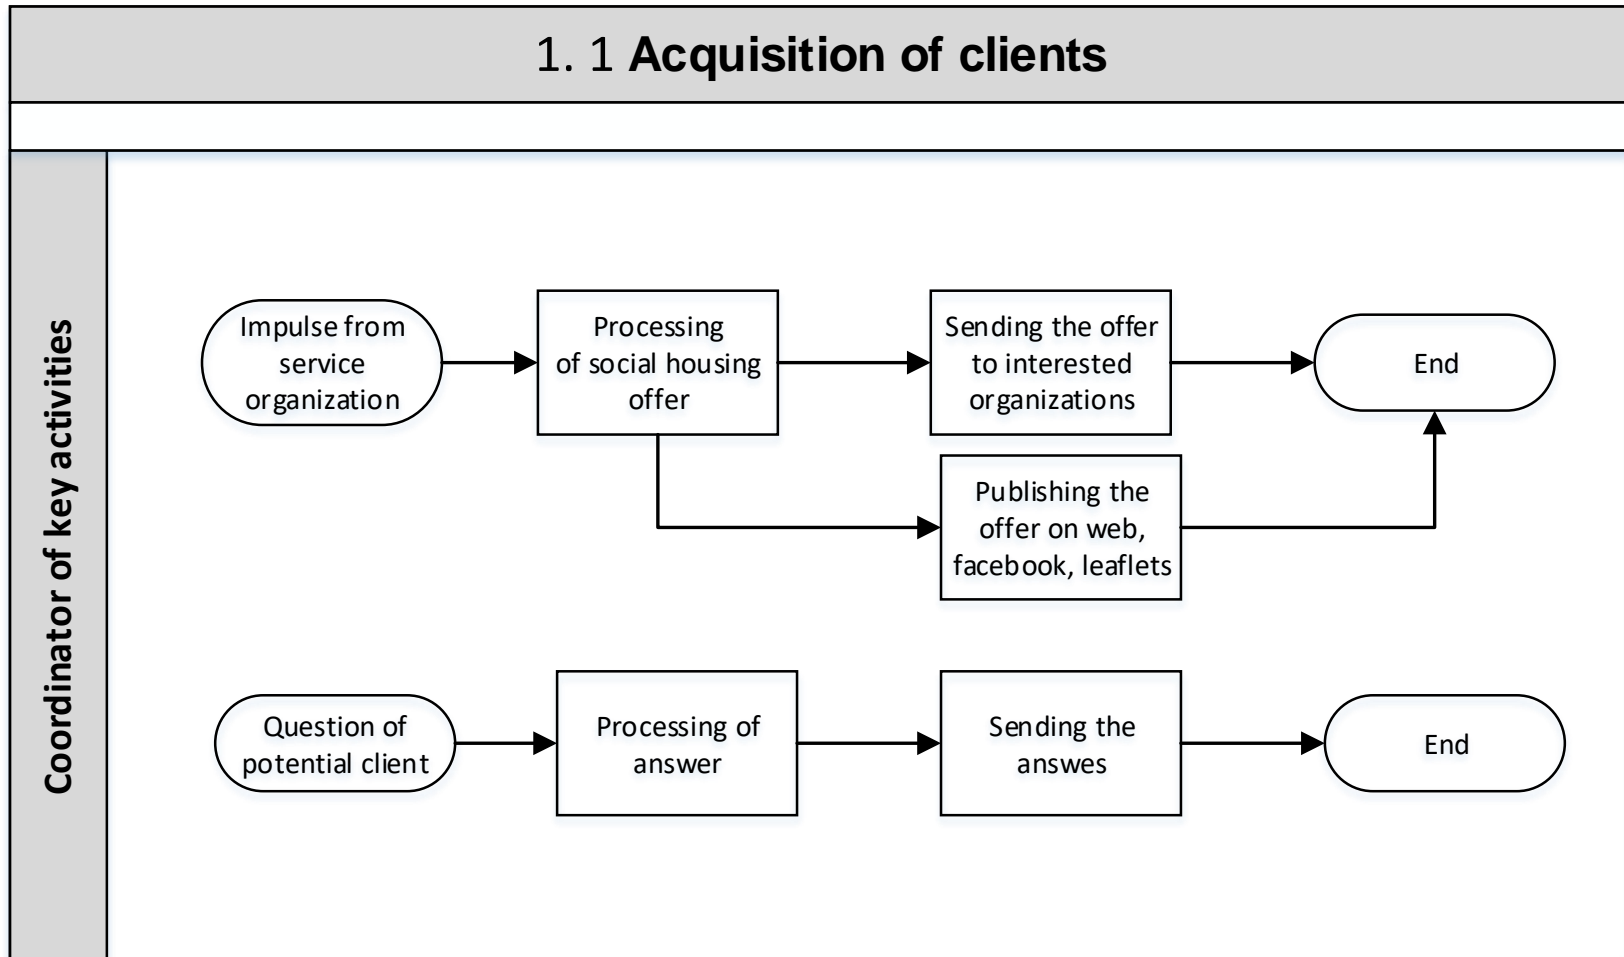 1. 1 Acquisition of clients
Coordinator of key activities
Impulse from
service
organization
Processing
of social housing
offer
Sending the offer
to interested
organizations
End
Publishing the
offer on web,
facebook, leaflets
Question of
potential client
Processing of
answer
Sending the
answes
End